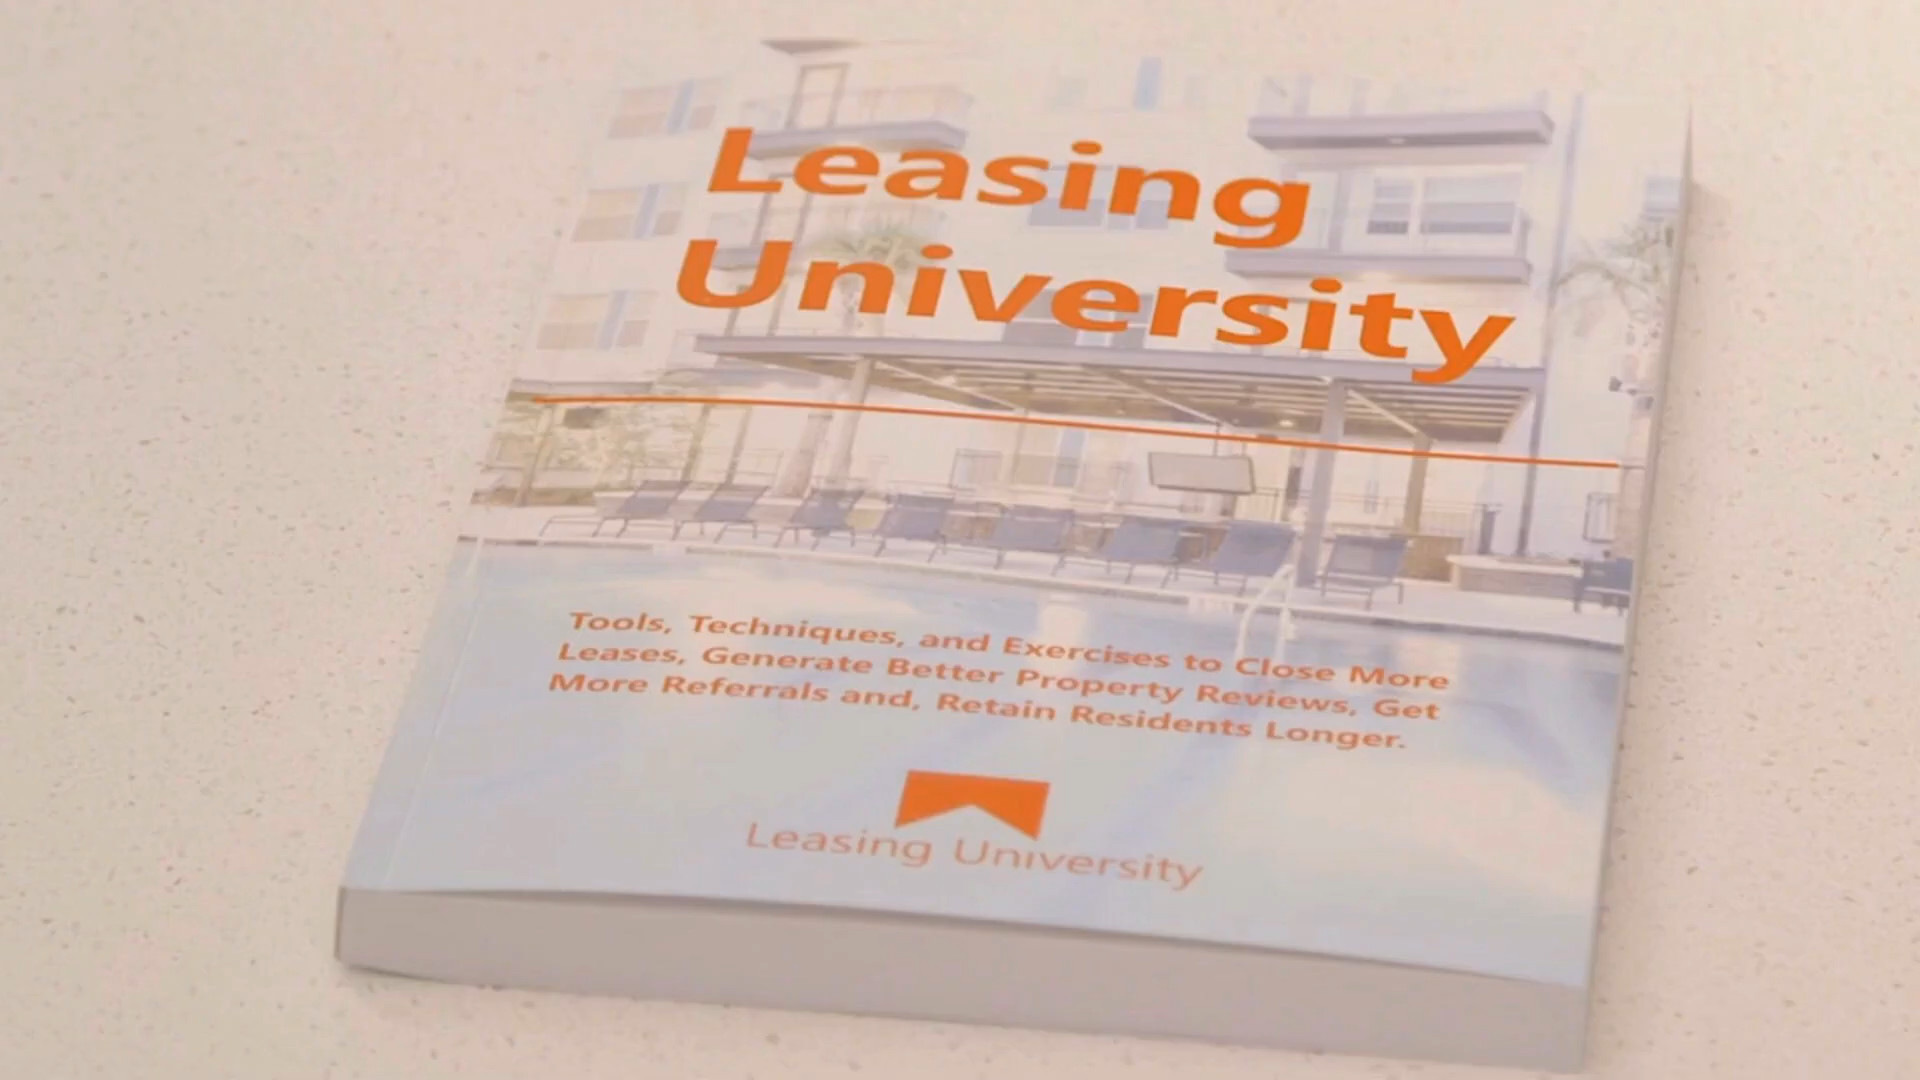 Leasing
University
Tools, Techniques, and Exercises to Close More
Leases, Generate Better Property Reviews, Get
More Referrals and, Retain Residents Longer.
Leasing University